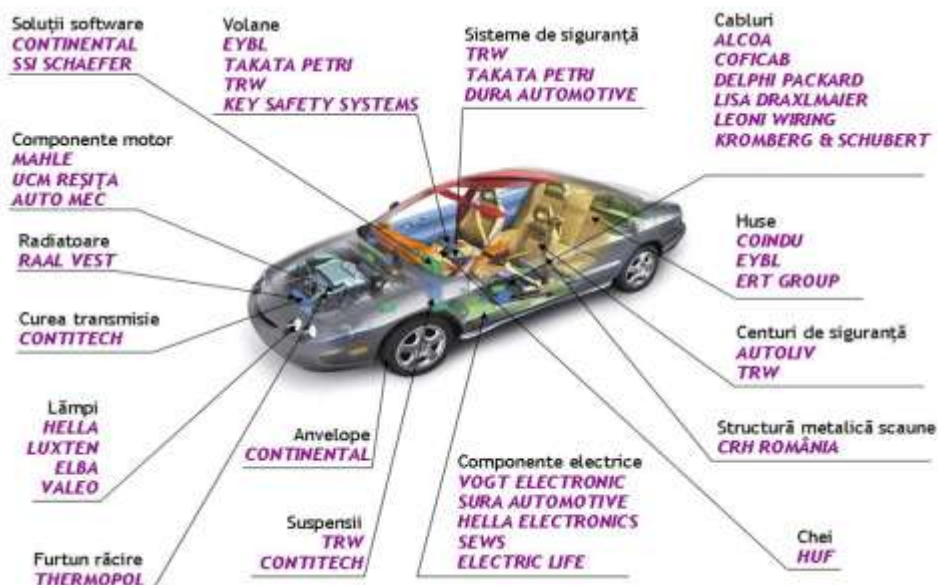 Soluții software
CONTINENTAL
SSI SCHAEFER
Volane
EYBL
TAKATA PETRI
TRW
KEY SAFETY SYSTEMS
Sisteme de siguranță
TRW
TAKATA PETRI
DURA AUTOMOTIVE
Cabluri
ALCOA
COFICAB
DELPHI PACKARD
LISA DRAXLMAIER
LEONI WIRING
KROMBERG & SCHUBERT
Componente motor
MAHLE
UCM REȘIȚA
AUTO MEC
Radiatoare
RAAL VEST
Curea transmisie
CONTITECH
Huse
COINDU
EYBL
ERT GROUP
Centuri de siguranță
AUTOLIV
TRW
Structură metalică scaune
CRH ROMÂNIA
Lămpi
HELLA
LUXTEN
ELBA
VALEO
Anvelope
CONTINENTAL
Componente electrice
VOGT ELECTRONIC
SURA AUTOMOTIVE
HELLA ELECTRONICS
SEWS
ELECTRIC LIFE
Suspensii
TRW
CONTITECH
Chei
HUF
Furtun răcire
THERMOPOL